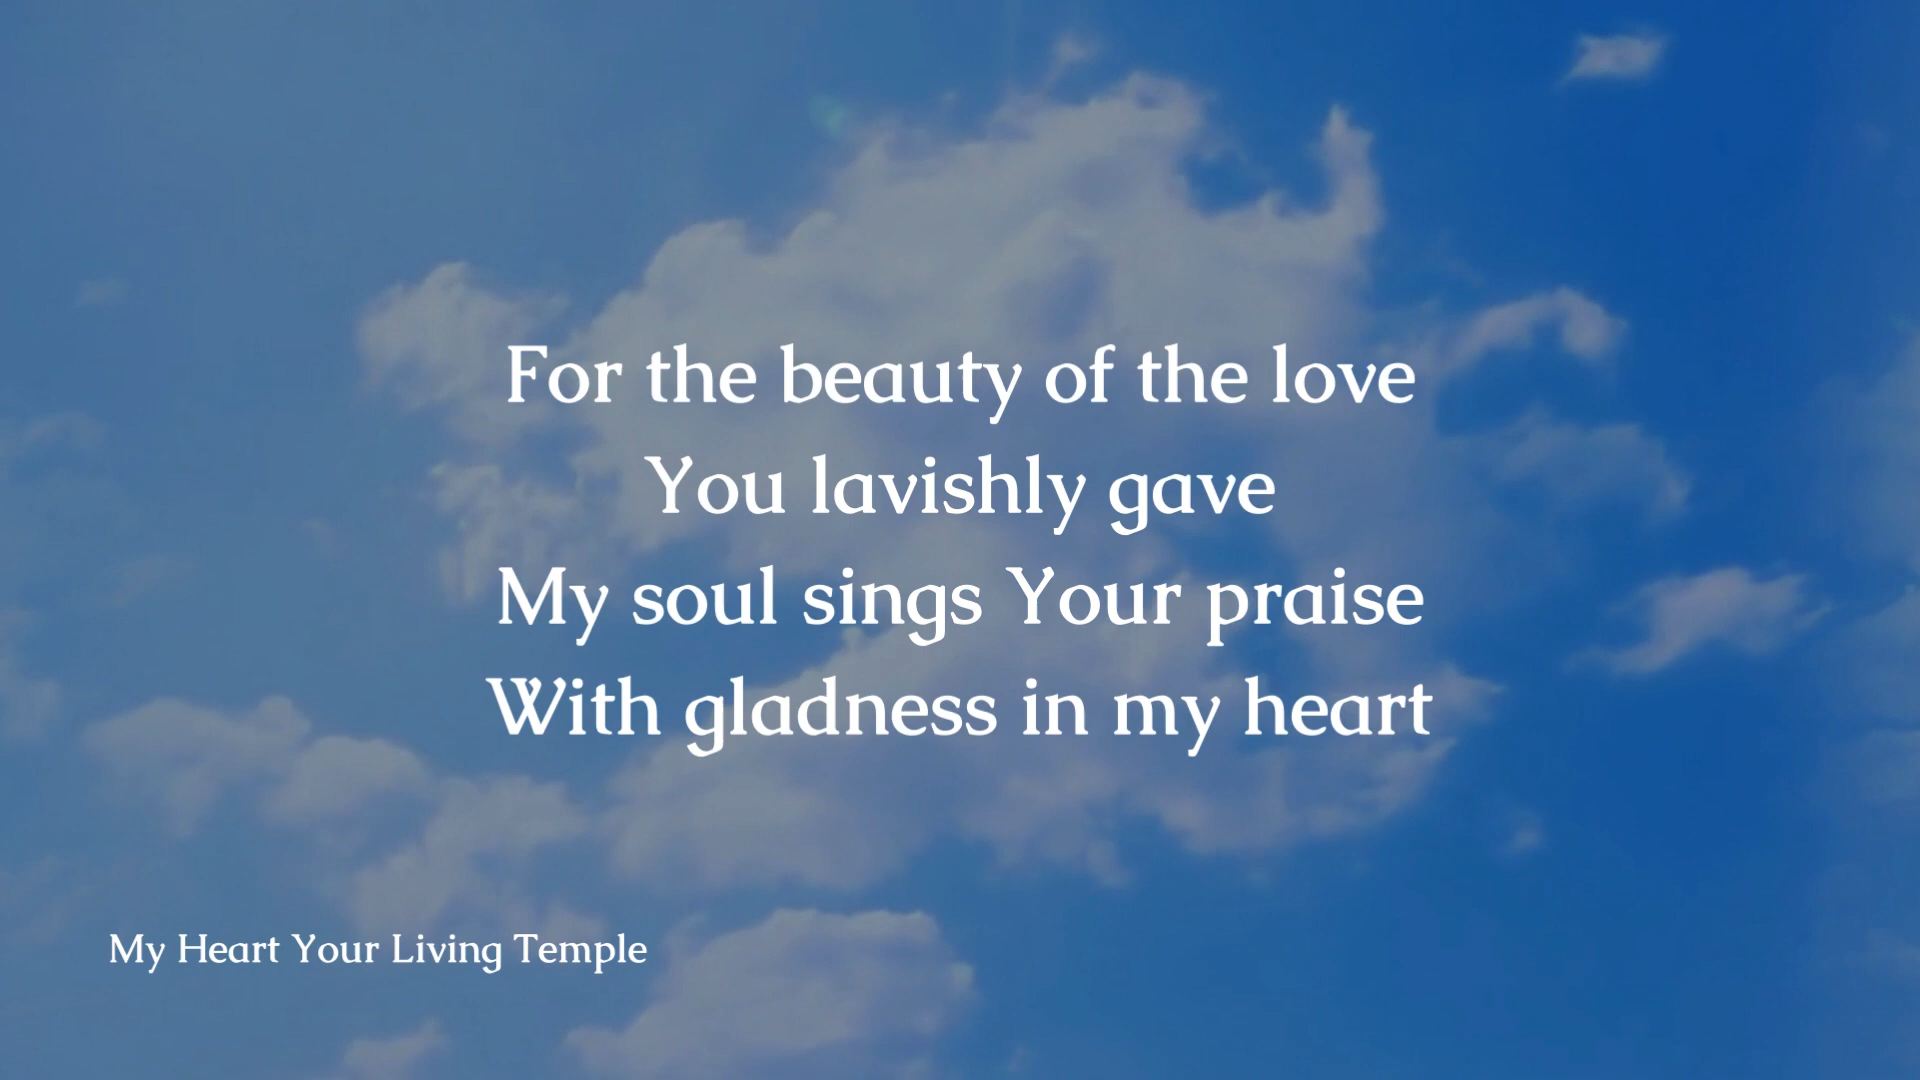 For the beauty of the love
You lavishly gave
My soul sings Your praise
With gladness in my heart
My Heart Your Living Temple